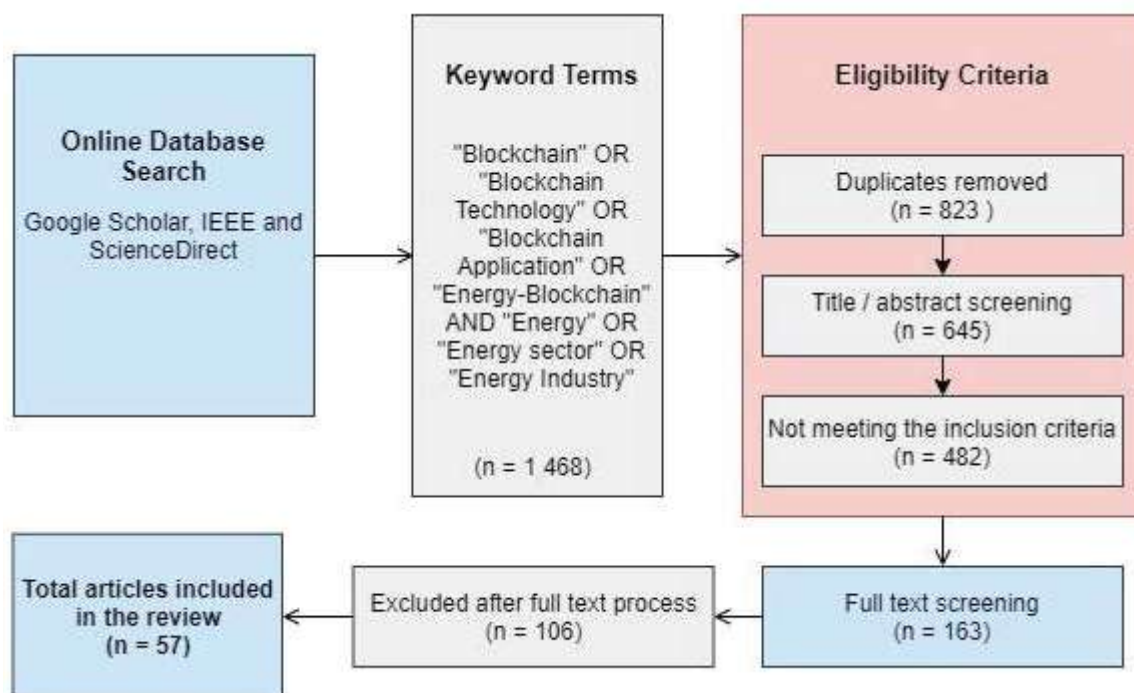 Online Database
Search
Google Scholar, IEEE and
ScienceDirect
Keyword Terms
"Blockchain" OR
"Blockchain
Technology" OR
"Blockchain
Application" OR
"Energy-Blockchain"
AND "Energy" OR
"Energy sector" OR
"Energy Industry"
(n = 1 468)
Eligibility Criteria
Duplicates removed
(n = 823 )
Title / abstract screening
(n = 645)
Not meeting the inclusion criteria
(n = 482)
Full text screening
(n = 163)
Excluded after full text process
(n = 106)
Total articles included
in the review
(n = 57)